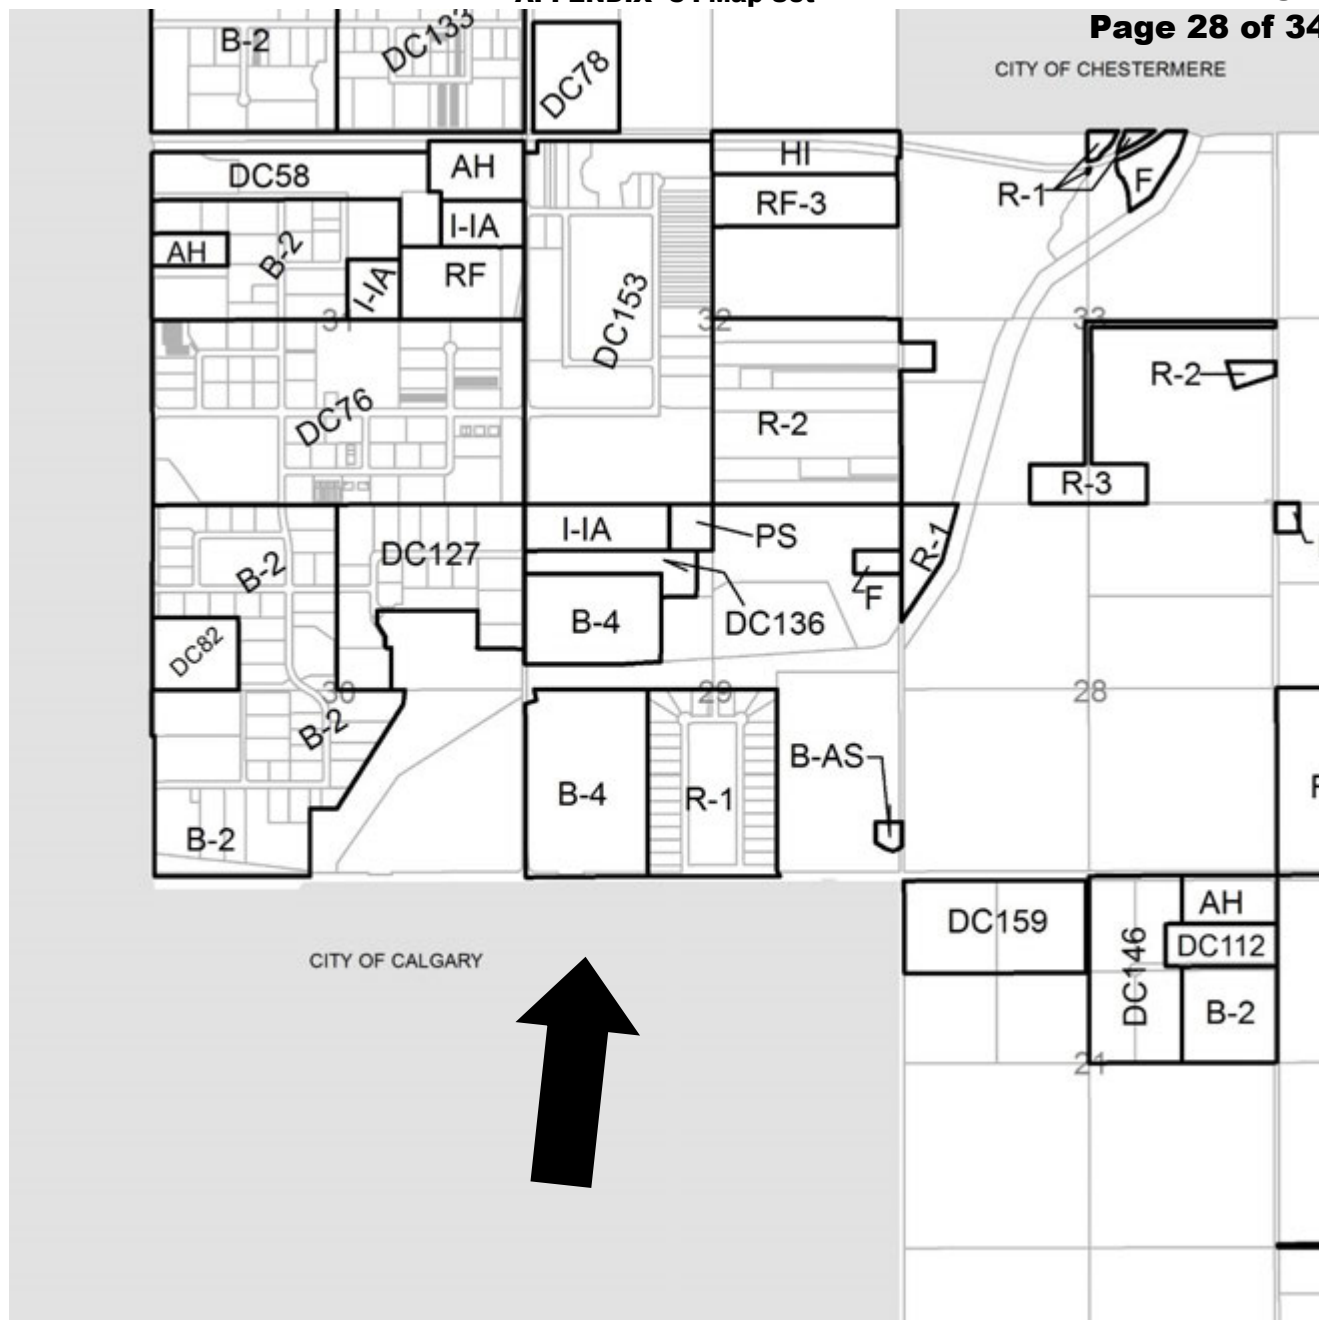 Page 28 of 34
CITY OF CHESTERMERE
B-2
DC133
DC78
DC58
AH
HI
R-1
F
I-IA
RF-3
AH
B-2
I-IA
RF
DC153
31
32
33
R-2
DC76
R-2
R-3
I-IA
PS
B-2
DC127
R-1
F
DC82
B-4
DC136
30
29
28
B-2
B-AS
B-4
R-1
B-2
AH
DC159
DC112
DC146
B-2
CITY OF CALGARY
21